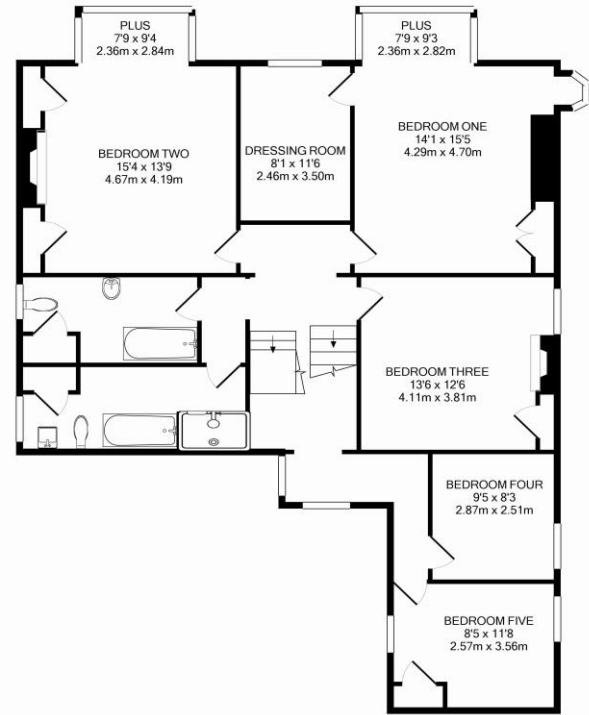 PLUS
7'9 x 9'4
2.36m x 2.84m
PLUS
7'9 x 9'3
2.36m x 2.82m
BEDROOM TWO
15'4 x 13'9
4.67m x 4.19m
DRESSING ROOM
8'1 x 11'6
2.46m x 3.50m
BEDROOM ONE
14'1 x 15'5
4.29m x 4.70m
BEDROOM THREE
13'6 x 12'6
4.11m x 3.81m
BEDROOM FOUR
9'5 x 8'3
2.87m x 2.51m
BEDROOM FIVE
8'5 x 11'8
2.57m x 3.56m